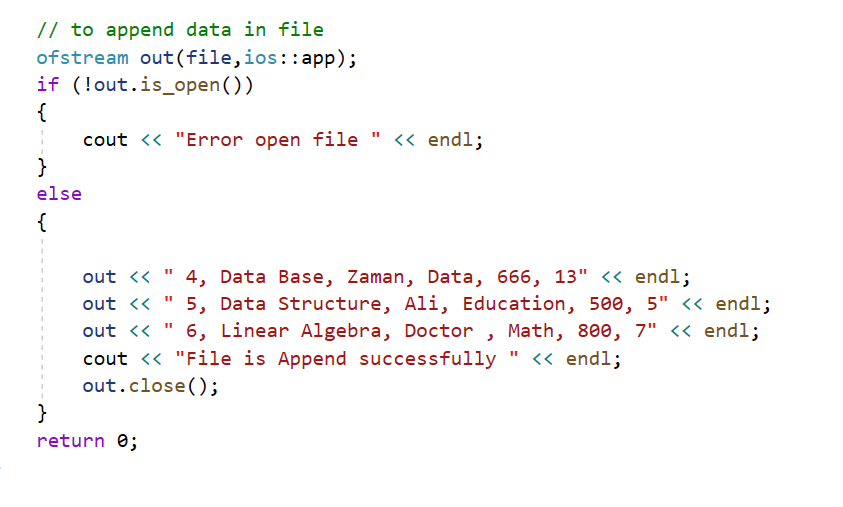 // to append data in file
ofstream out(file,ios::app);
if (!out.is_open())
{
    cout << "Error open file " << endl;
}
else
{

    out << " 4, Data Base, Zaman, Data, 666, 13" << endl;
    out << " 5, Data Structure, Ali, Education, 500, 5" << endl;
    out << " 6, Linear Algebra, Doctor , Math, 800, 7" << endl;
    cout << "File is Append successfully " << endl;
    out.close();
}
return 0;